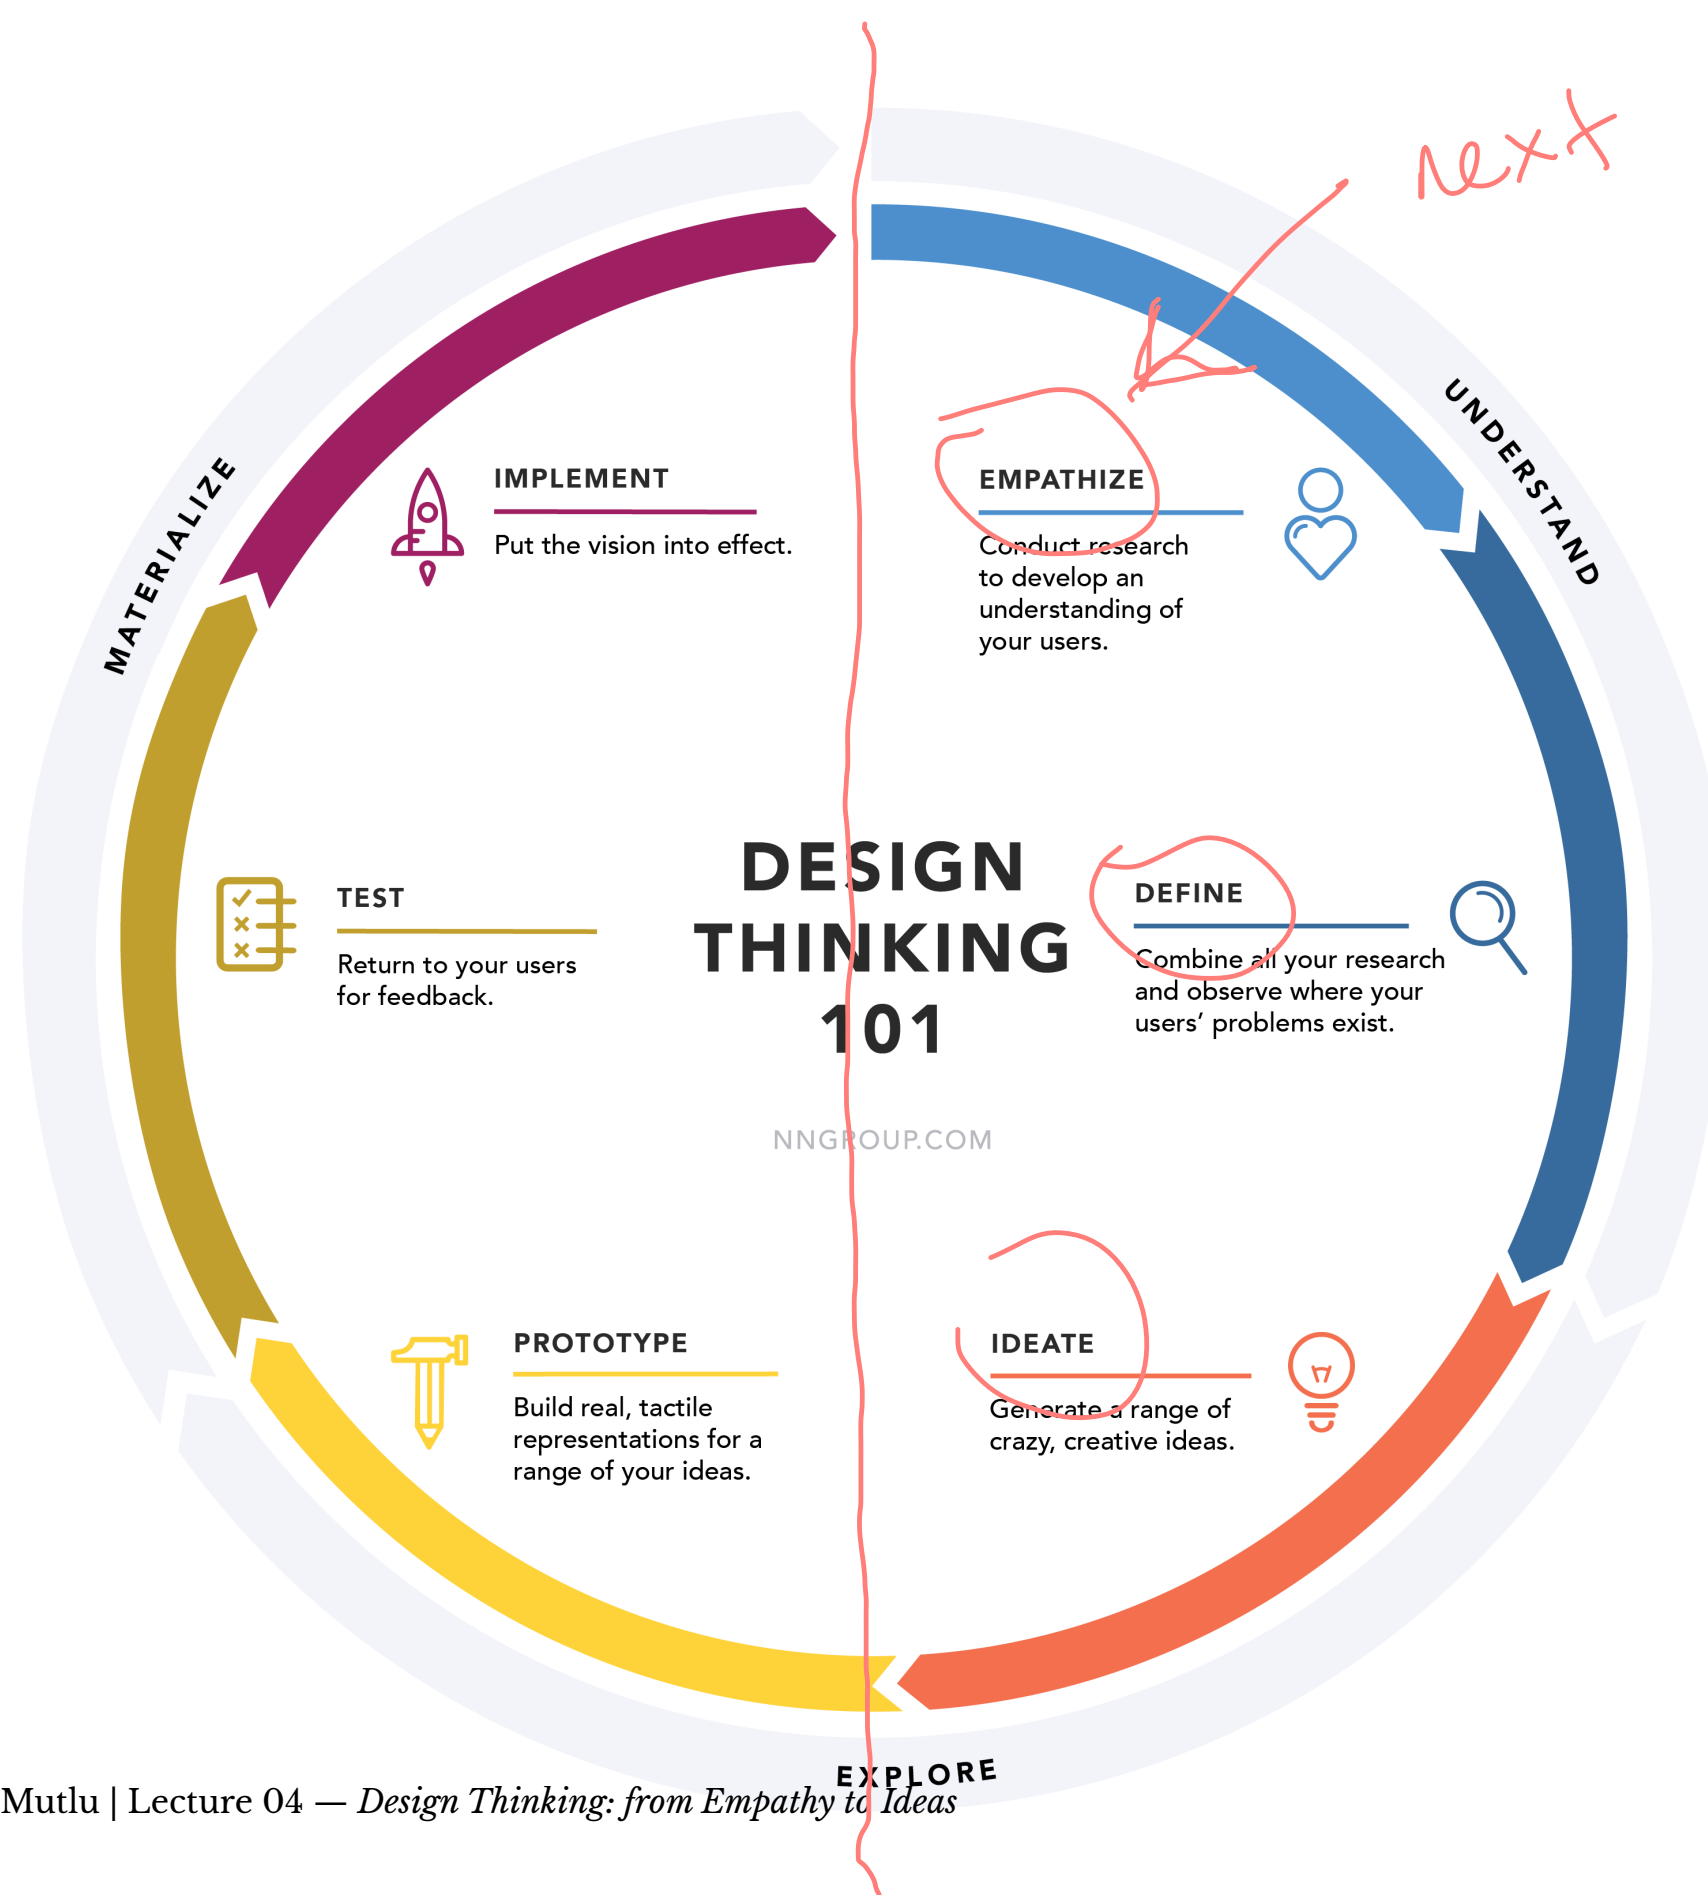 next
UNDERSTAND
MATERIALIZE
IMPLEMENT
Put the vision into effect.
EMPATHIZE
Conduct research
to develop an
understanding of
your users.
DESIGN
THINKING
101
NNGROUP.COM
TEST
Return to your users
for feedback.
DEFINE
Combine all your research
and observe where your
users’ problems exist.
PROTOTYPE
Build real, tactile
representations for a
range of your ideas.
IDEATE
Generate a range of
crazy, creative ideas.
EXPLORE
Mutlu | Lecture 04 — Design Thinking: from Empathy to Ideas